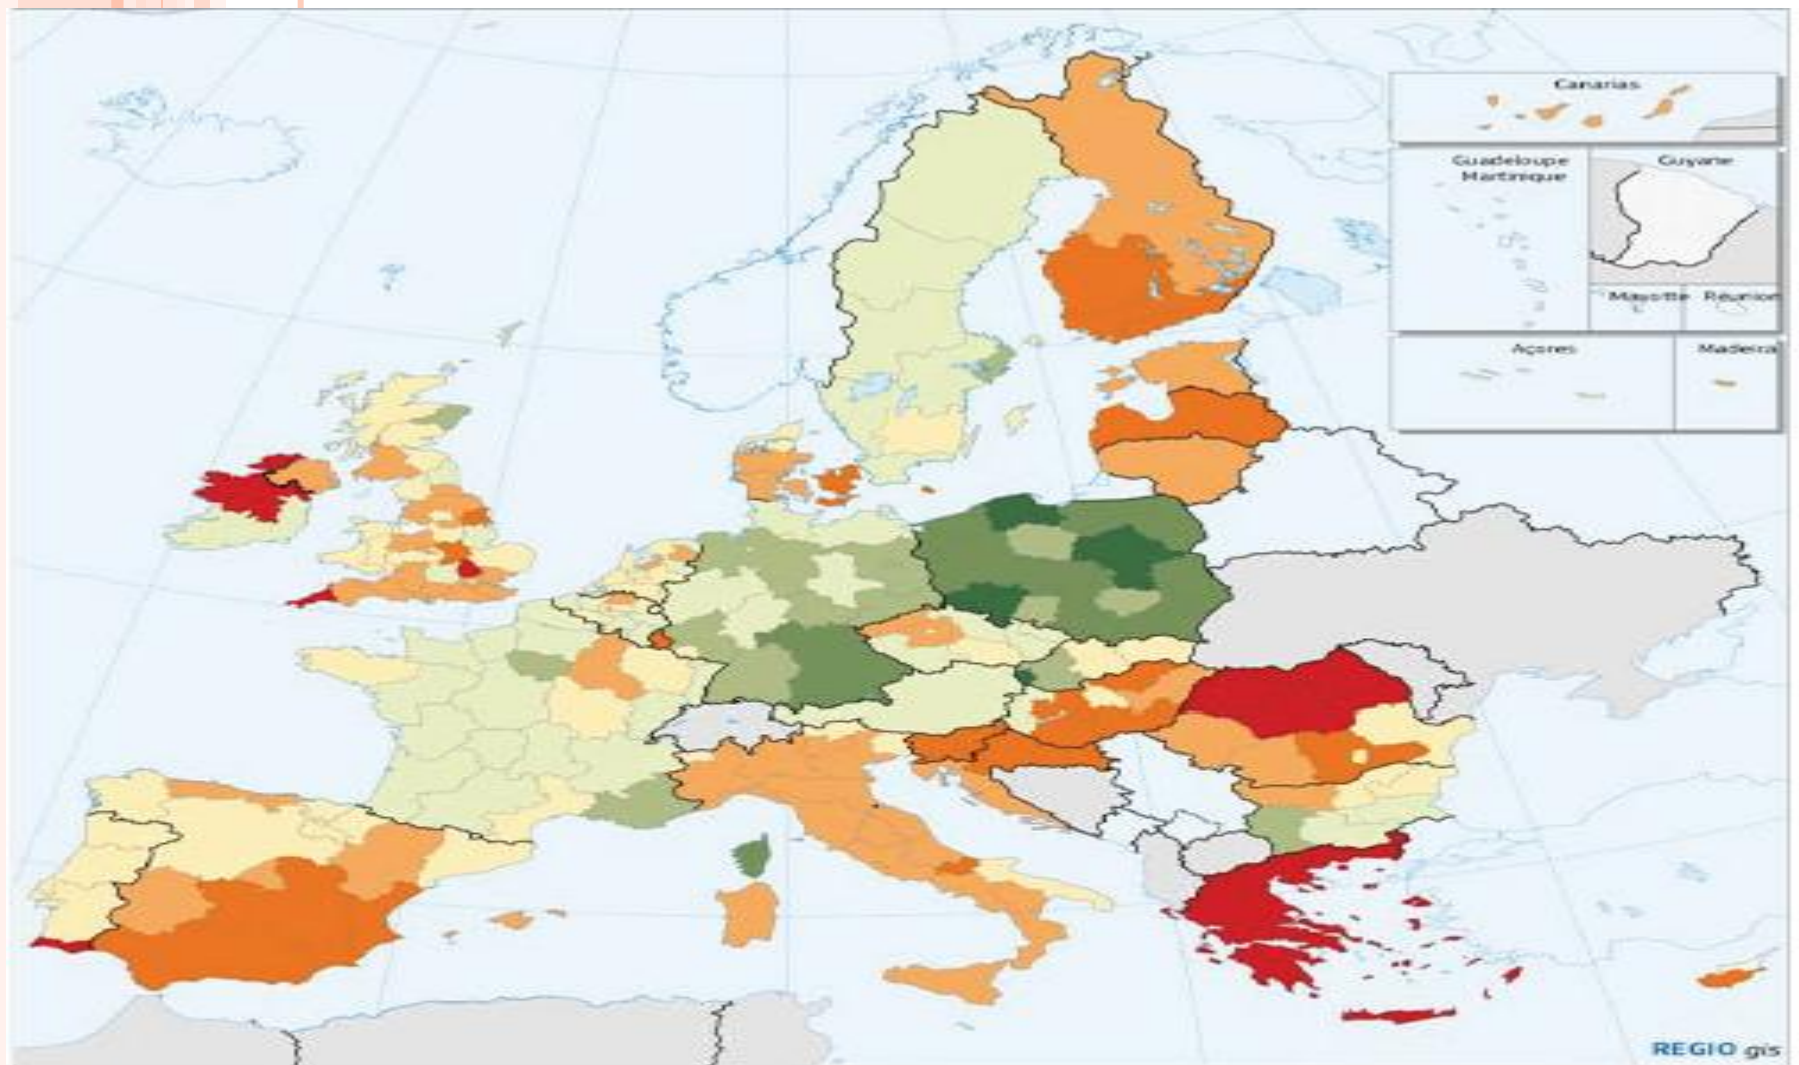 Canarias
Guadeloupe
Martinique
Guyane
Mayotte
Réunion
Açores
Madeira
REGIO gis